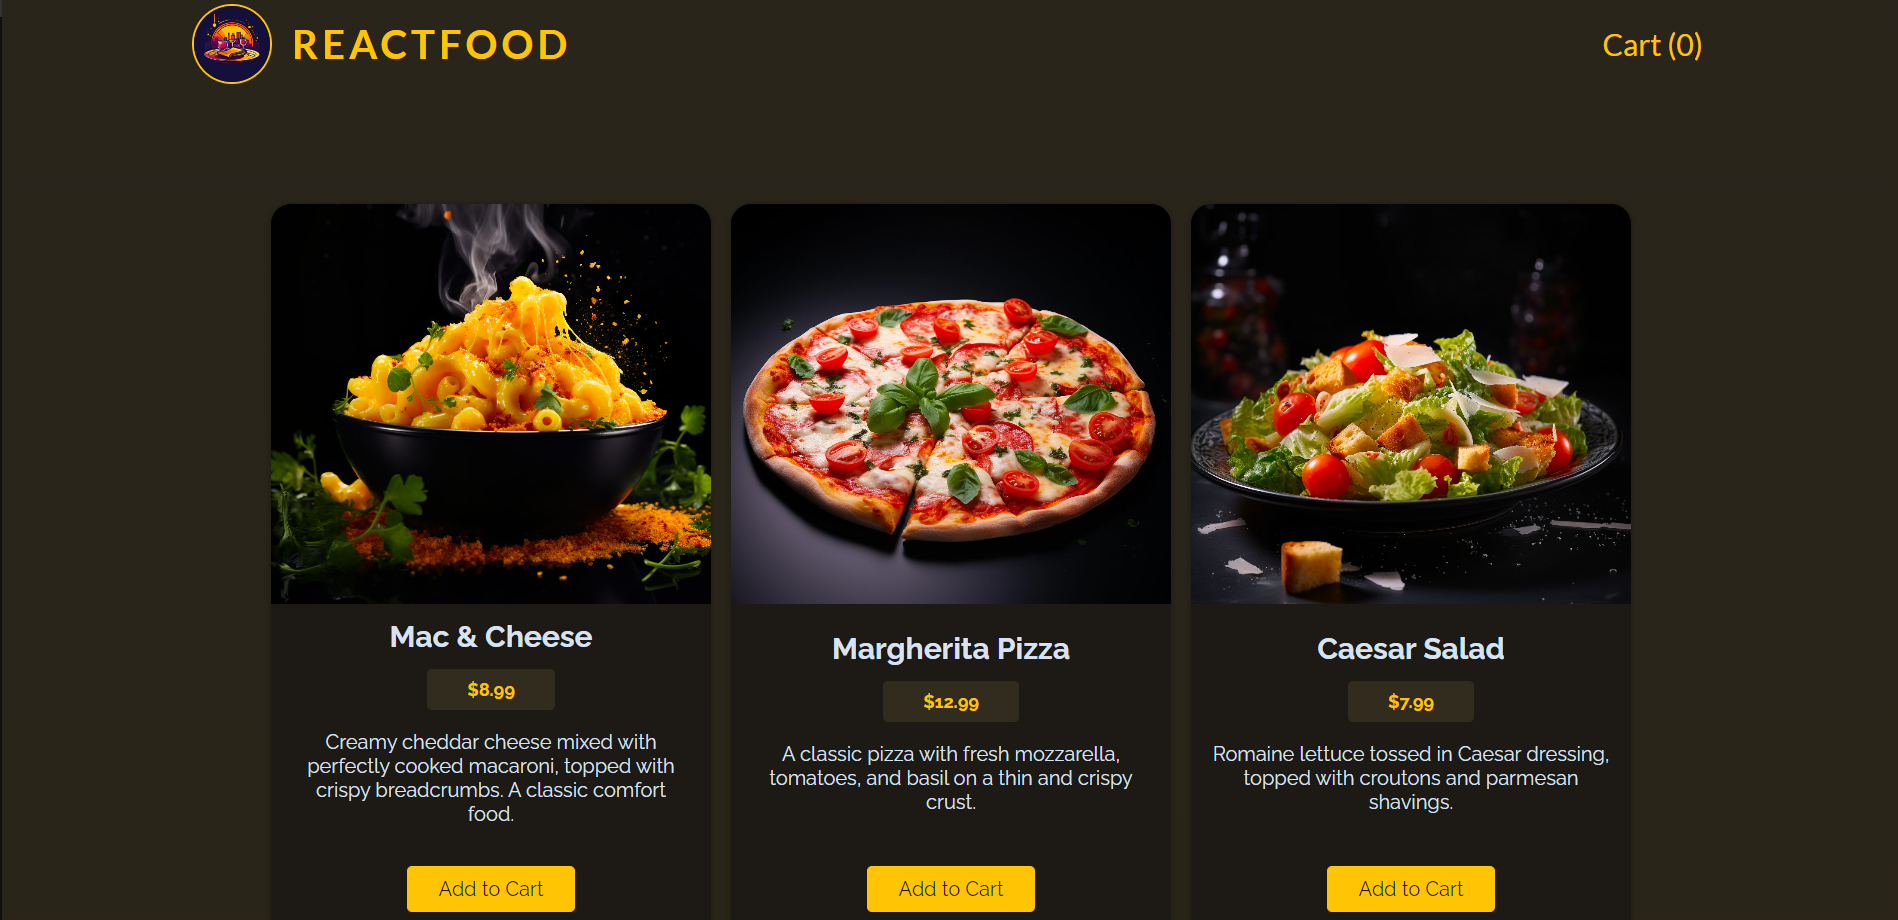 REACTFOOD
Cart (0)
Mac & Cheese
$8.99
Creamy cheddar cheese mixed with
perfectly cooked macaroni, topped with
crispy breadcrumbs. A classic comfort
food.
Add to Cart
Margherita Pizza
$12.99
A classic pizza with fresh mozzarella,
tomatoes, and basil on a thin and crispy
crust.
Add to Cart
Caesar Salad
$7.99
Romaine lettuce tossed in Caesar dressing,
topped with croutons and parmesan
shavings.
Add to Cart